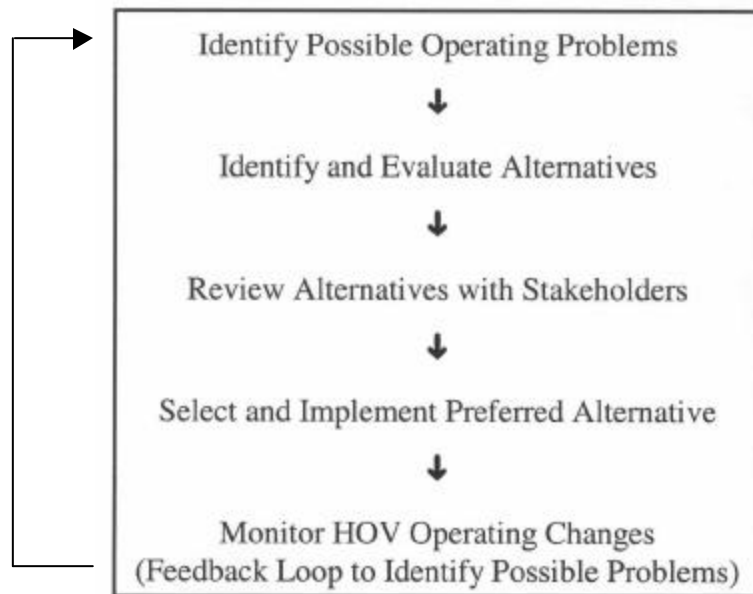 Identify Possible Operating Problems
Identify and Evaluate Alternatives
Review Alternatives with Stakeholders
Select and Implement Preferred Alternative
Monitor HOV Operating Changes
(Feedback Loop to Identify Possible Problems)